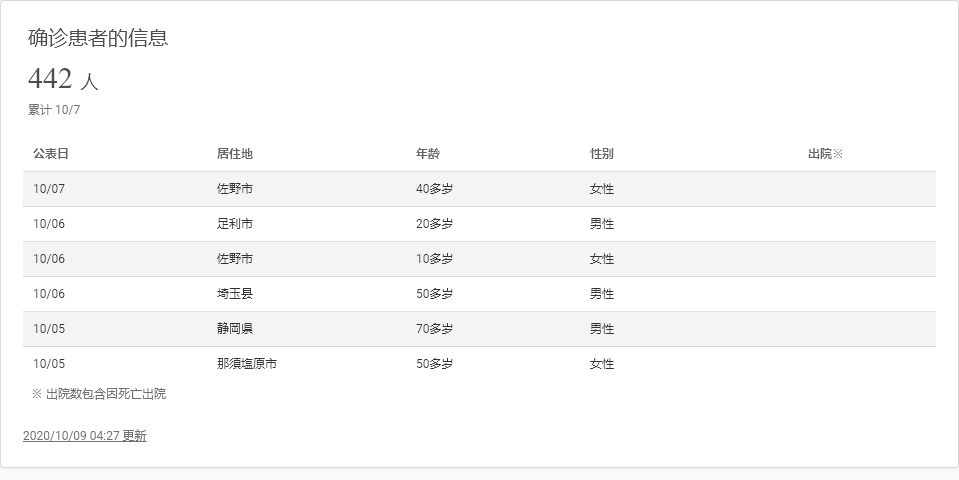 确诊患者的信息
442 人
累计 10/7
公表日 居住地 年龄 性别 出院※
10/07 佐野市 40多岁 女性
10/06 足利市 20多岁 男性
10/06 佐野市 10多岁 女性
10/06 埼玉县 50多岁 男性
10/05 静岡県 70多岁 男性
10/05 那須塩原市 50多岁 女性
※ 出院数包含因死亡出院
2020/10/09 04:27 更新